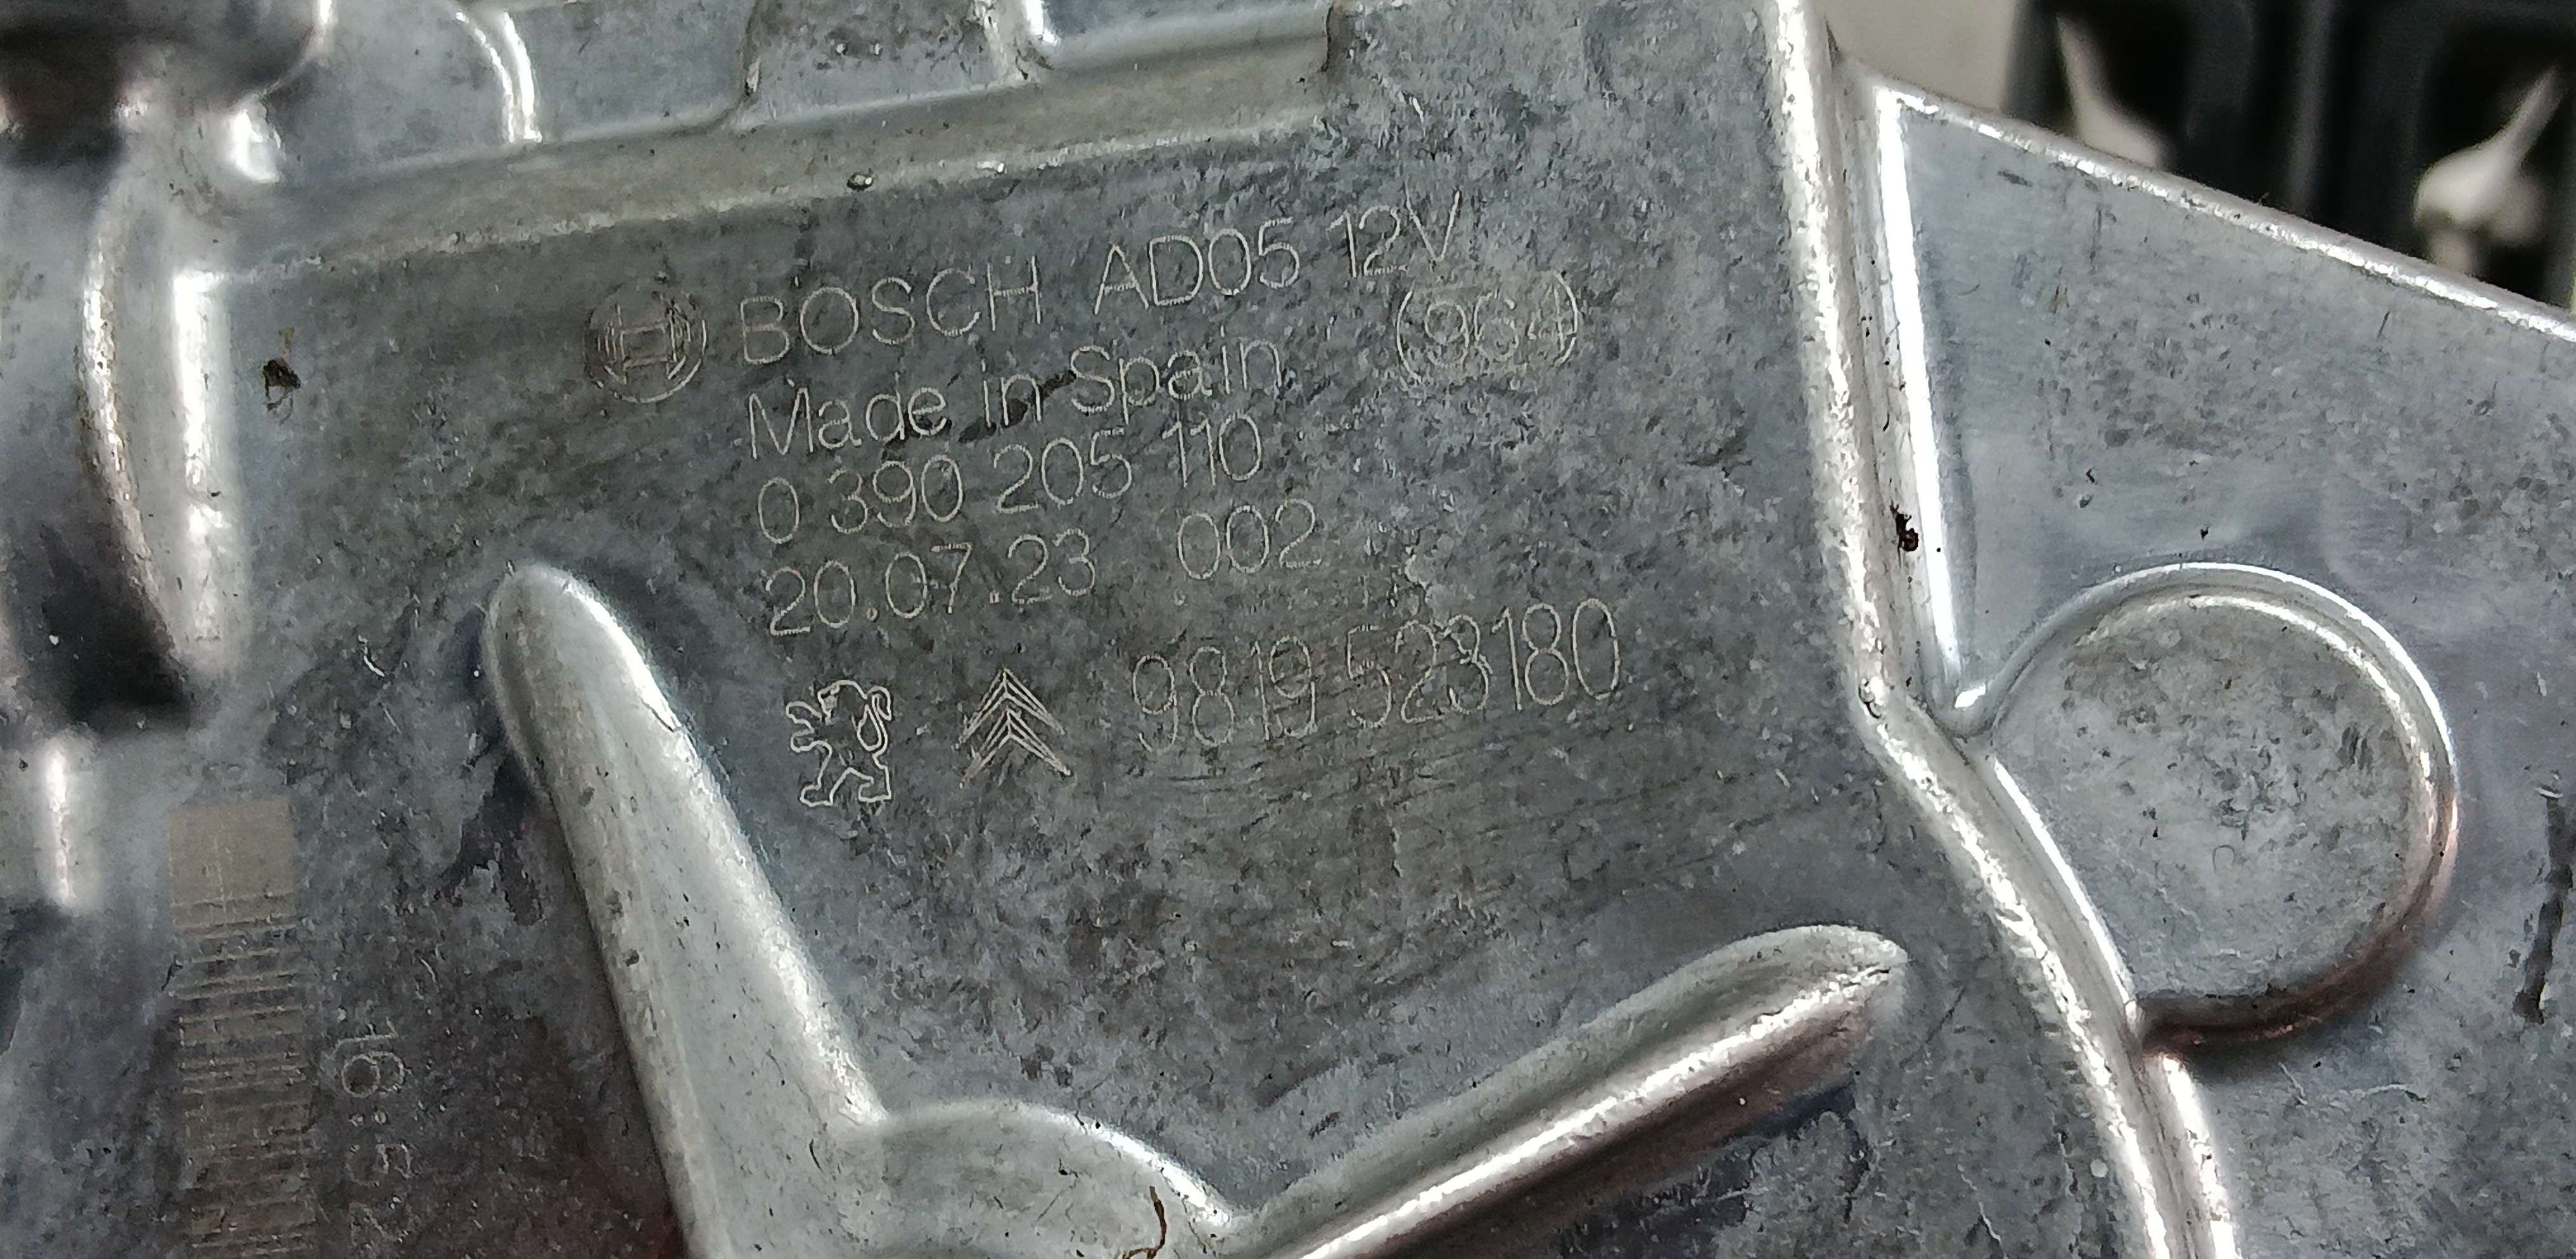 BOSCH AD05 12V
(964)
Made in Spain
0 390 205 110
20.07.23 002
9819523180